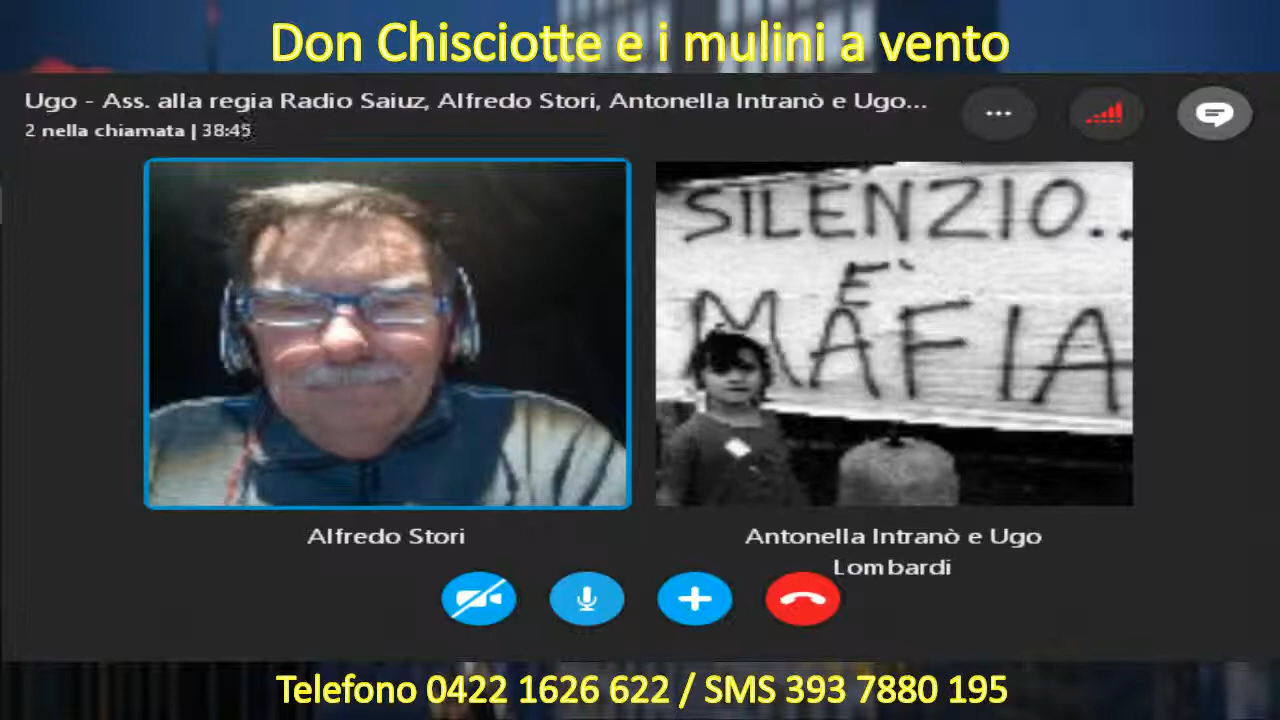 Don Chisciotte e i mulini a vento
Ugo - Ass. alla regia Radio Saiuz, Alfredo Stori, Antonella Intranò e Ugo...
2 nella chiamata | 38:45
SILENZIO..
E'
MAFIA
Alfredo Stori
Antonella Intranò e Ugo
Lombardi
Telefono 0422 1626 622 / SMS 393 7880 195